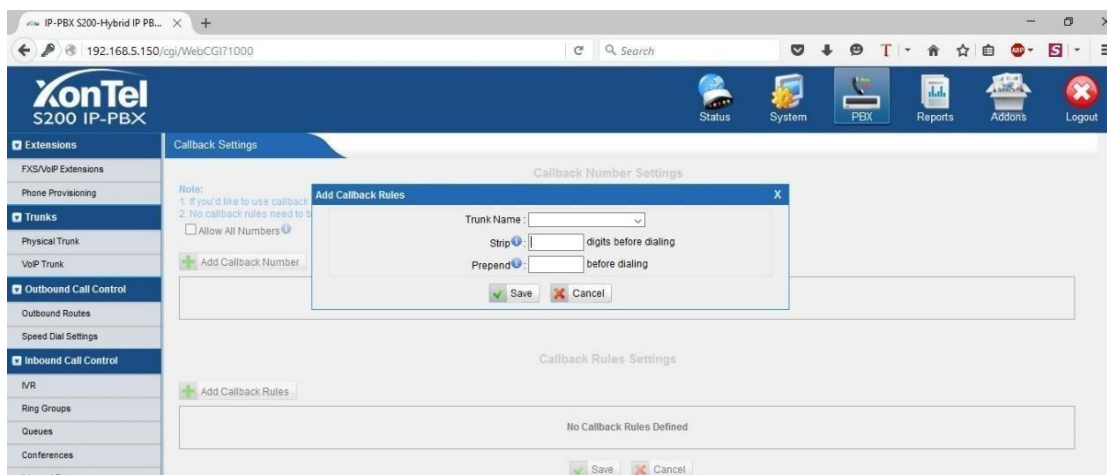 IP-PBX S200-Hybrid IP PB...
192.168.5.150/cgi/WebCGI?1000
Search
XonTel
S200 IP-PBX
Status
System
PBX
Reports
Addons
Logout
Extensions
FXS/VoIP Extensions
Phone Provisioning
Trunks
Physical Trunk
VoIP Trunk
Outbound Call Control
Outbound Routes
Speed Dial Settings
Inbound Call Control
IVR
Ring Groups
Queues
Conferences
Callback Settings
Callback Number Settings
Note:
1. If you'd like to use callback
2. No callback rules need to b
Allow All Numbers
Add Callback Number
Add Callback Rules X
Trunk Name :
Strip : digits before dialing
Prepend : before dialing
Save Cancel
Callback Rules Settings
Add Callback Rules
No Callback Rules Defined
Save Cancel